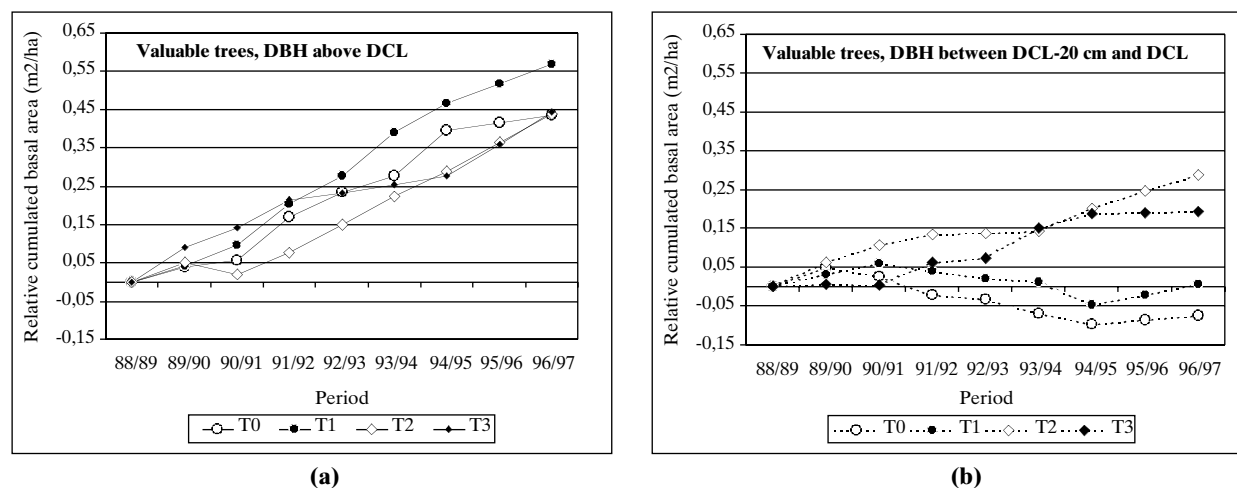 Relative cumulated basal area (m2/ha)
Valuable trees, DBH above DCL
0,65
0,55
0,45
0,35
0,25
0,15
0,05
-0,05
-0,15
88/89 89/90 90/91 91/92 92/93 93/94 94/95 95/96 96/97
Period
T0 T1 T2 T3
(a)
Relative cumulated basal area (m2/ha)
Valuable trees, DBH between DCL-20 cm and DCL
0,65
0,55
0,45
0,35
0,25
0,15
0,05
-0,05
-0,15
88/89 89/90 90/91 91/92 92/93 93/94 94/95 95/96 96/97
Period
T0 T1 T2 T3
(b)